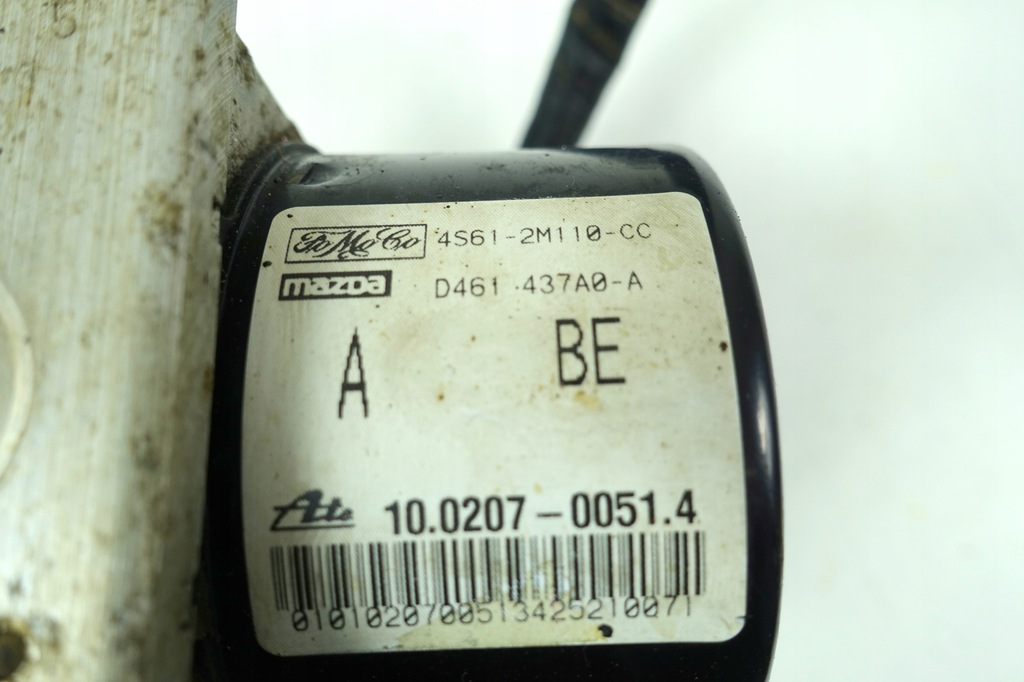 FoMoCo 4S61-2M110-CC
mazda D461 437A0-A
A BE
Ate 10.0207-0051.4
0101020700513425210071